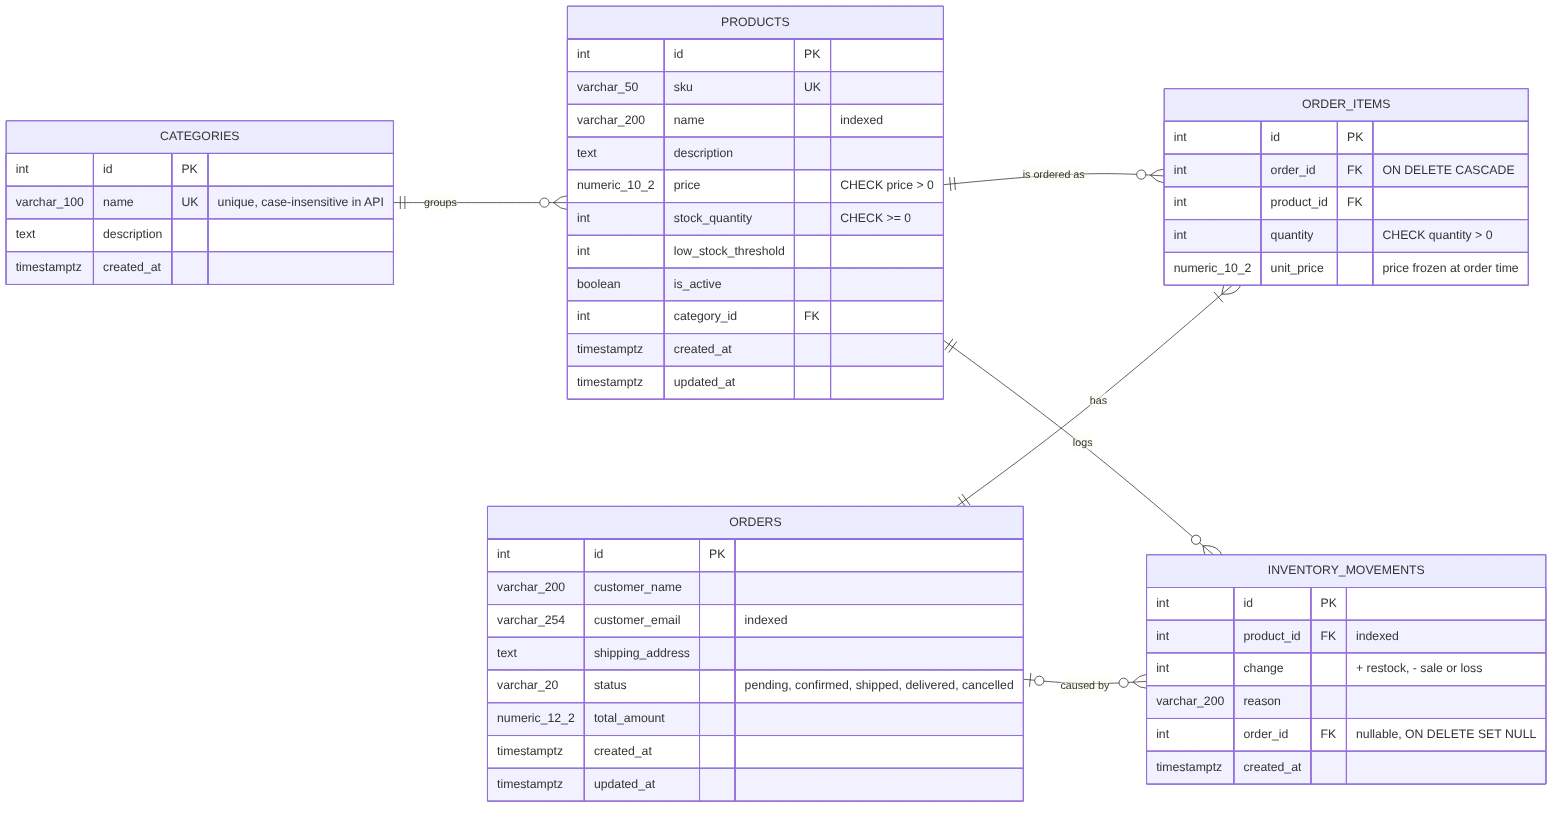 CATEGORIES
int id PK
varchar_100 name UK unique, case-insensitive in API
text description
timestamptz created_at
groups
PRODUCTS
int id PK
varchar_50 sku UK
varchar_200 name indexed
text description
numeric_10_2 price CHECK price > 0
int stock_quantity CHECK >= 0
int low_stock_threshold
boolean is_active
int category_id FK
timestamptz created_at
timestamptz updated_at
is ordered as
ORDER_ITEMS
int id PK
int order_id FK ON DELETE CASCADE
int product_id FK
int quantity CHECK quantity > 0
numeric_10_2 unit_price price frozen at order time
has
logs
ORDERS
int id PK
varchar_200 customer_name
varchar_254 customer_email indexed
text shipping_address
varchar_20 status pending, confirmed, shipped, delivered, cancelled
numeric_12_2 total_amount
timestamptz created_at
timestamptz updated_at
caused by
INVENTORY_MOVEMENTS
int id PK
int product_id FK indexed
int change + restock, - sale or loss
varchar_200 reason
int order_id FK nullable, ON DELETE SET NULL
timestamptz created_at